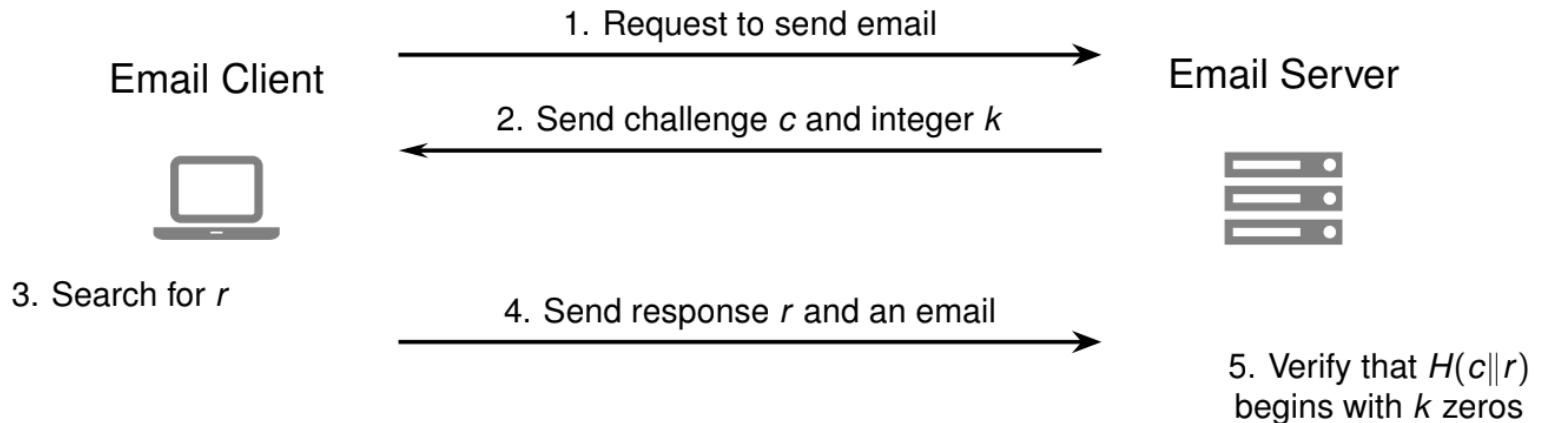 1. Request to send email
Email Client
Email Server
2. Send challenge c and integer k
3. Search for r
4. Send response r and an email
5. Verify that H(c∥r)
begins with k zeros